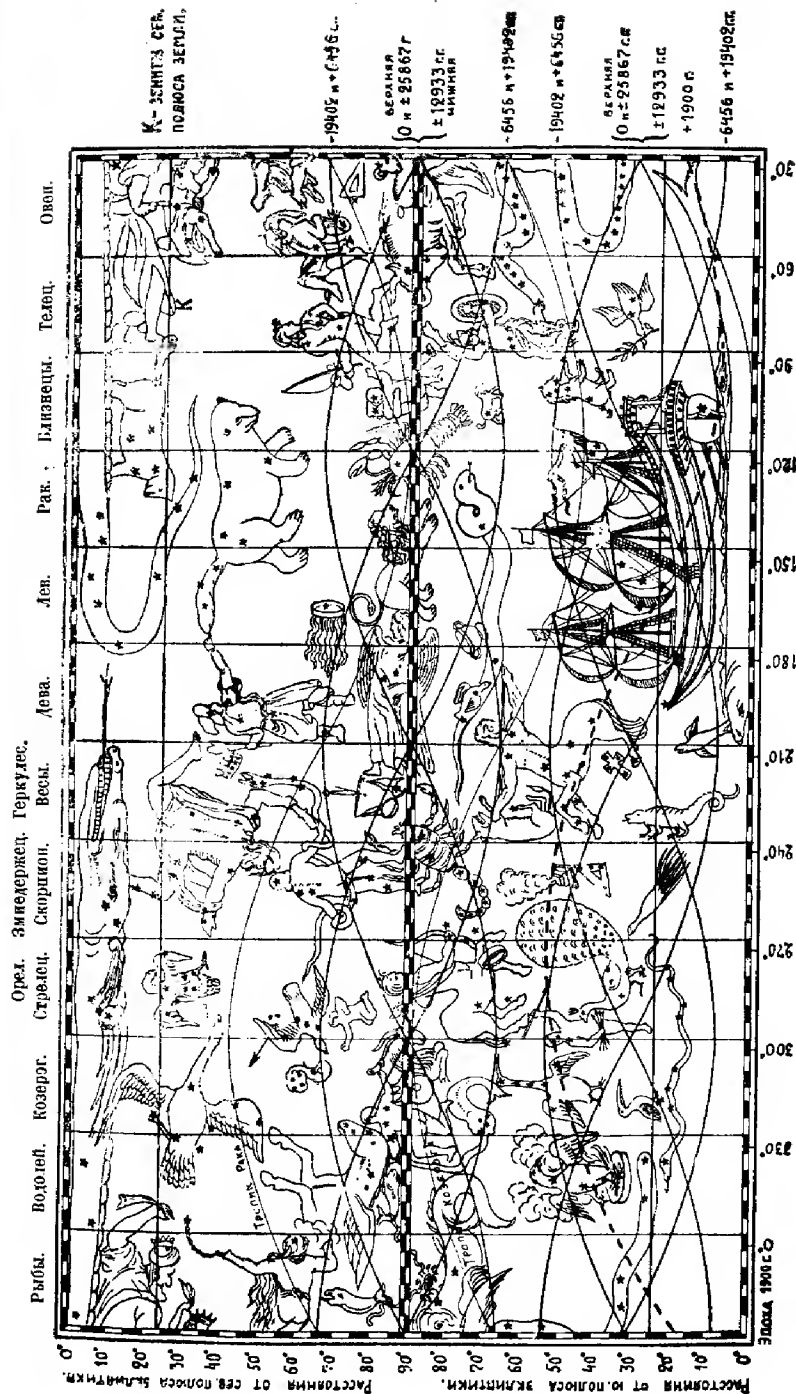 Рыбы.
Водолей.
Козерог.
Орел.
Стрелец.
Змиедержец.
Скорпион.
Геркулес.
Весы.
Дева.
Лев.
Рак.
Близнецы.
Телец.
Овен.
К - зенитъ сев. полюса земли,
К
-19402 и +6456 г.
верхняя
0 и ±25867 г
±12933 г.г.
нижняя
-6456 и +19402
-19402 и +6456
верхняя
0 и ±25867 г.г.
±12933 г.г.
+1900 г.
-6456 и +19402 г.г.
0°
10°
20°
30°
40°
50°
60°
70°
80°
90°
80°
70°
60°
50°
40°
30°
20°
10°
0°
Расстояния от сев. полюса эклиптики.
Расстояния от ю. полюса эклиптики.
Тропик Рака
Эпоха 1900 г.
0°
330°
300°
270°
240°
210°
180°
150°
120°
90°
60°
30°